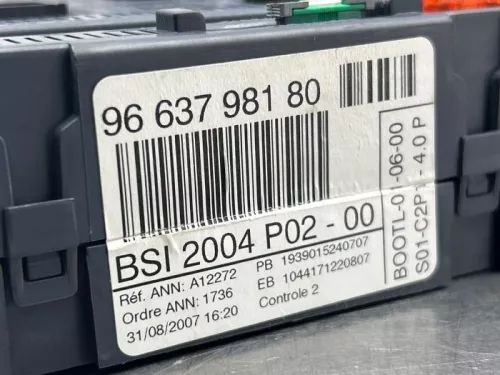 96 637 981 80
BSI 2004 P02 - 00
Réf. ANN: A12272
Ordre ANN: 1736
31/08/2007 16:20
PB 1939015240707
EB 1044171220807
Controle 2
BOOTL-01-06-00
S01-C2P1 - 4.0 P